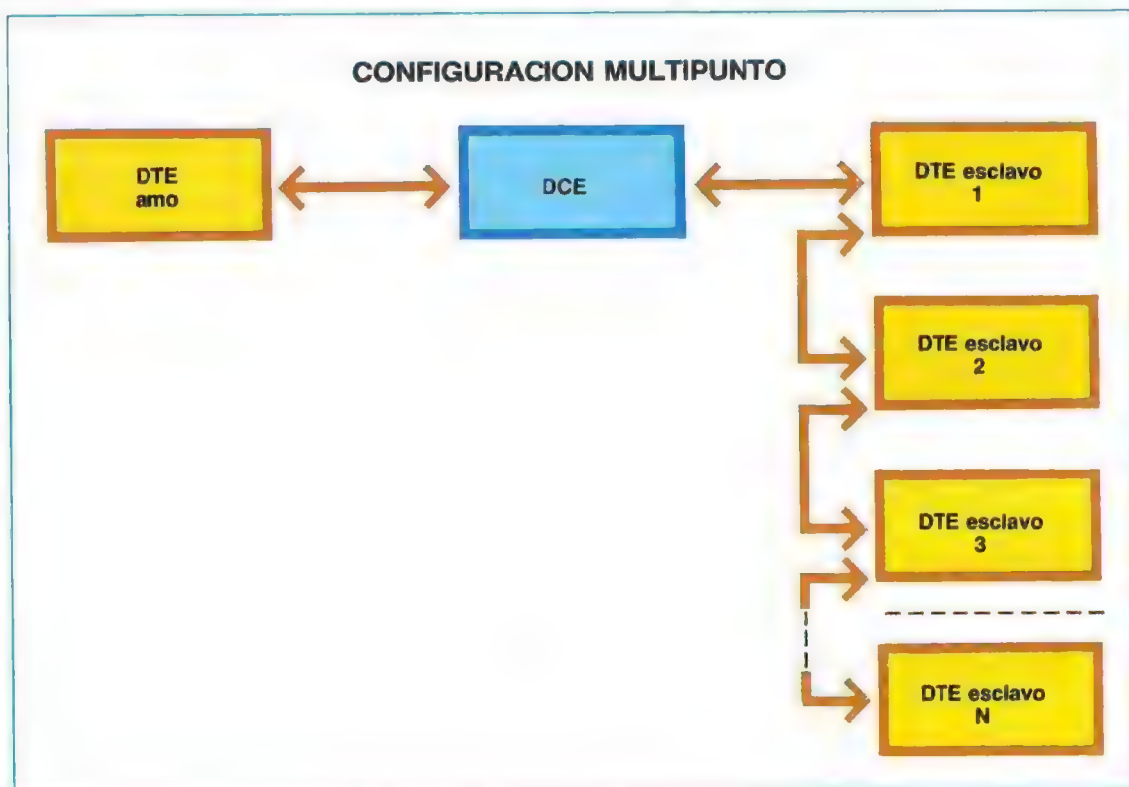 CONFIGURACION MULTIPUNTO
DTE
amo
DCE
DTE esclavo
1
DTE esclavo
2
DTE esclavo
3
DTE esclavo
N